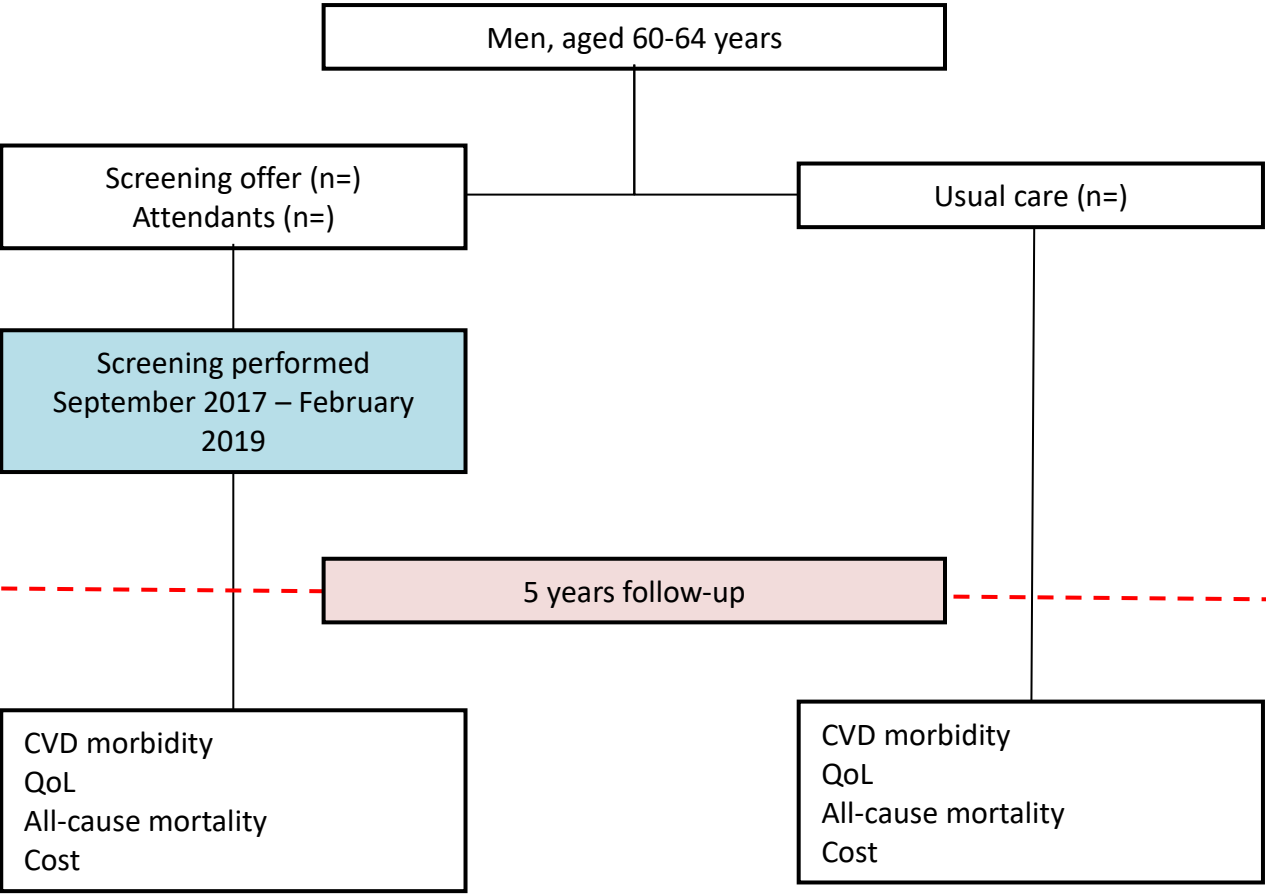 Men, aged 60-64 years
Screening offer (n=)
Attendants (n=)
Usual care (n=)
Screening performed
September 2017 – February
2019
5 years follow-up
CVD morbidity
QoL
All-cause mortality
Cost
CVD morbidity
QoL
All-cause mortality
Cost